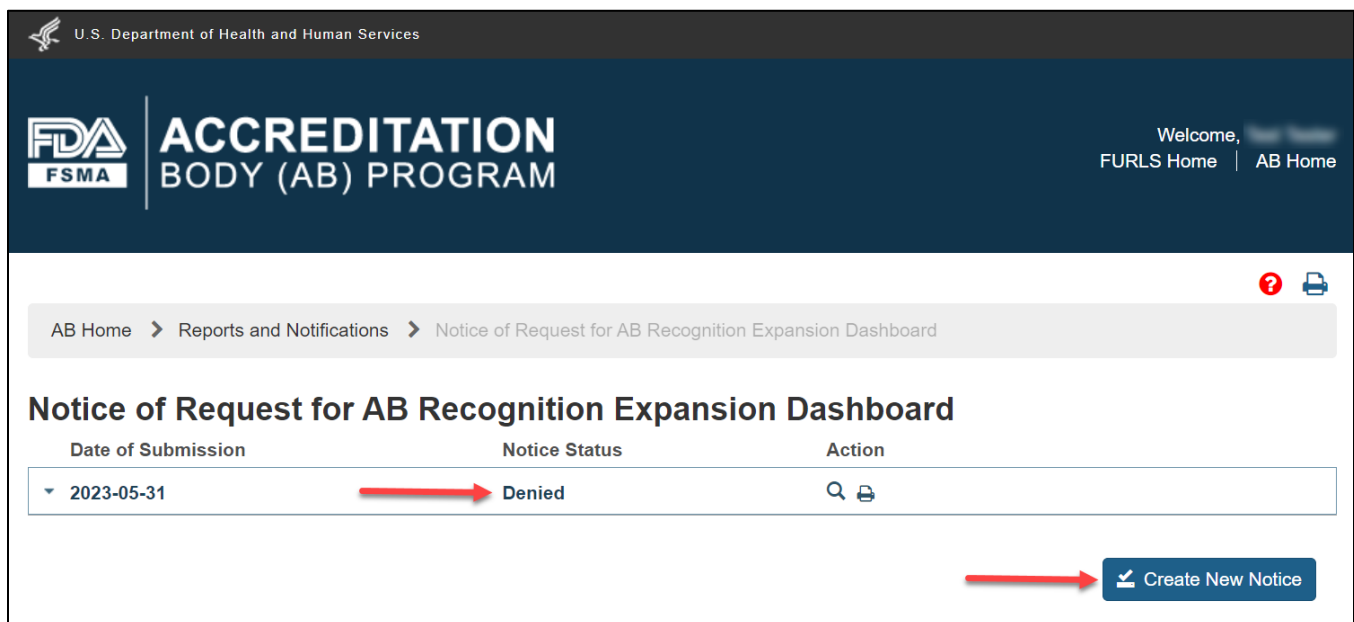 U.S. Department of Health and Human Services
FDA
FSMA
ACCREDITATION
BODY (AB) PROGRAM
Welcome,
FURLS Home | AB Home
AB Home > Reports and Notifications > Notice of Request for AB Recognition Expansion Dashboard
Notice of Request for AB Recognition Expansion Dashboard
Date of Submission Notice Status Action
2023-05-31 Denied
Create New Notice